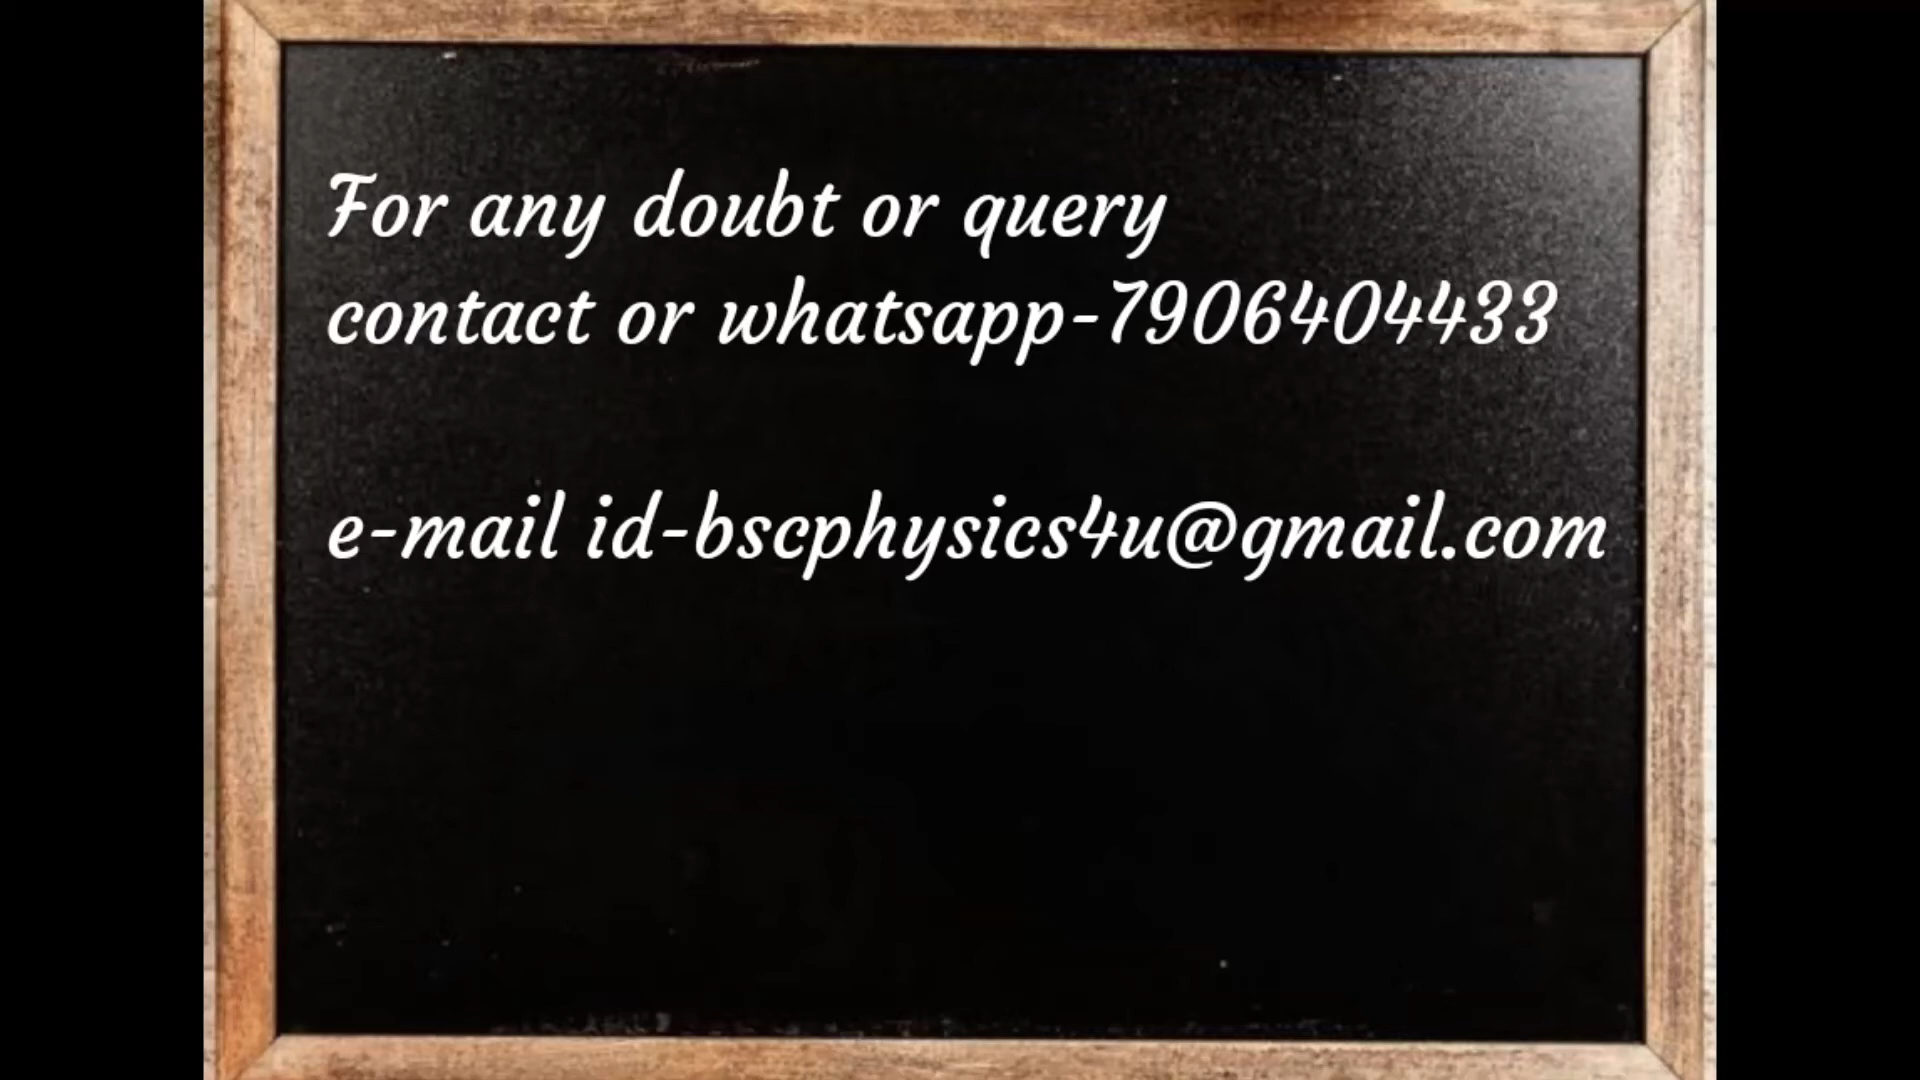 For any doubt or query
contact or whatsapp-7906404433
e-mail id-bscphysics4u@gmail.com